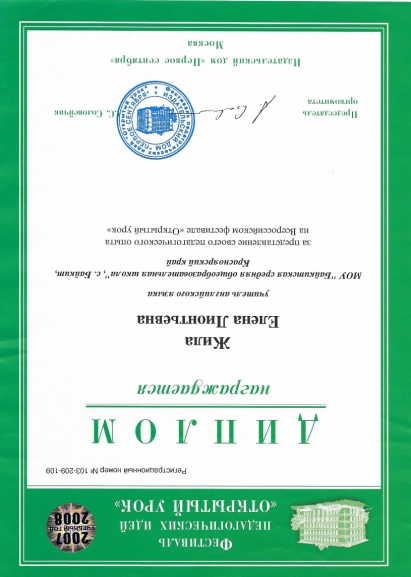 ФЕСТИВАЛЬ
ПЕДАГОГИЧЕСКИХ ИДЕЙ
«ОТКРЫТЫЙ УРОК»
2007
2008
УЧЕБНЫЙ ГОД
Регистрационный номер № 103-209-109
ДИПЛОМ
награждается
Жила
Елена Лионтьевна
учитель английского языка
МОУ "Байкитская средняя общеобразовательная школа", с. Байкит,
Красноярский край
за представление своего педагогического опыта
на Всероссийском фестивале «Открытый урок»
Председатель
оргкомитета
С. Соловейчик
Издательский дом «Первое сентября»
Москва